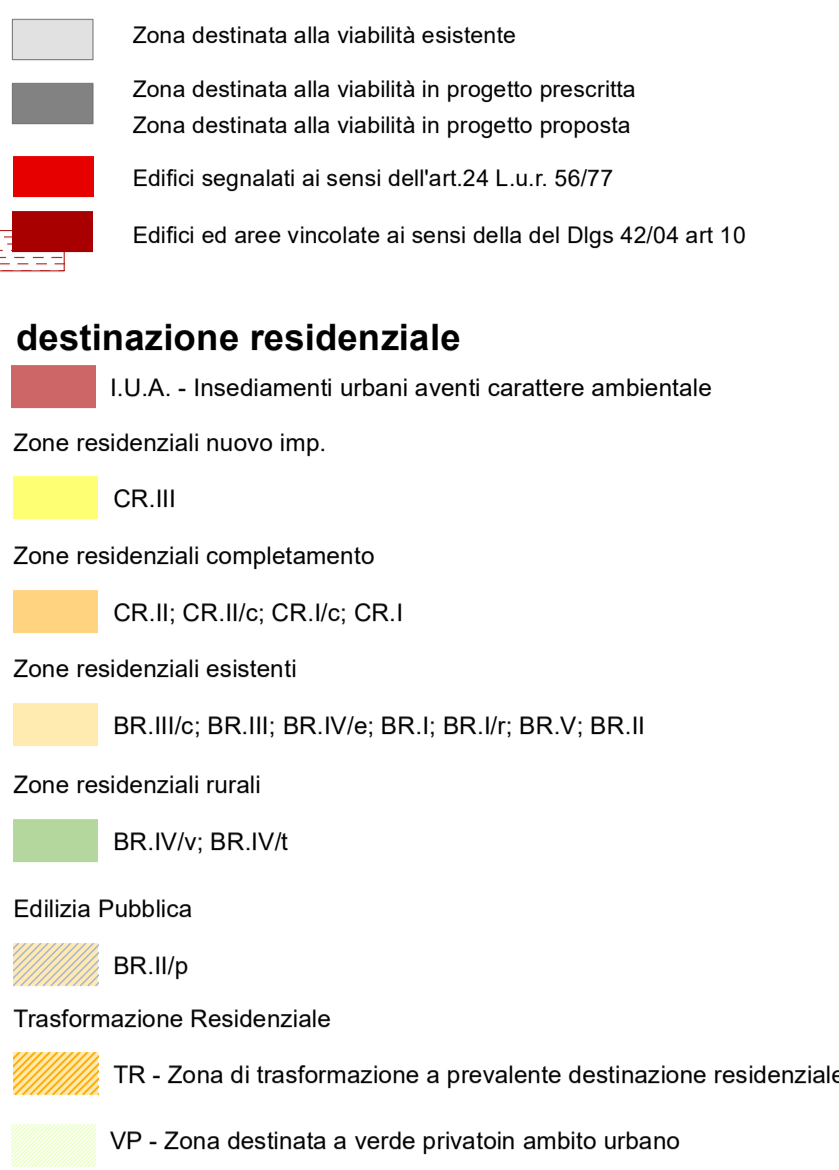 Zona destinata alla viabilità esistente
Zona destinata alla viabilità in progetto prescritta
Zona destinata alla viabilità in progetto proposta
Edifici segnalati ai sensi dell'art.24 L.u.r. 56/77
Edifici ed aree vincolate ai sensi della del Dlgs 42/04 art 10
destinazione residenziale
I.U.A. - Insediamenti urbani aventi carattere ambientale
Zone residenziali nuovo imp.
CR.III
Zone residenziali completamento
CR.II; CR.II/c; CR.I/c; CR.I
Zone residenziali esistenti
BR.III/c; BR.III; BR.IV/e; BR.I; BR.I/r; BR.V; BR.II
Zone residenziali rurali
BR.IV/v; BR.IV/t
Edilizia Pubblica
BR.II/p
Trasformazione Residenziale
TR - Zona di trasformazione a prevalente destinazione residenziale
VP - Zona destinata a verde privatoin ambito urbano